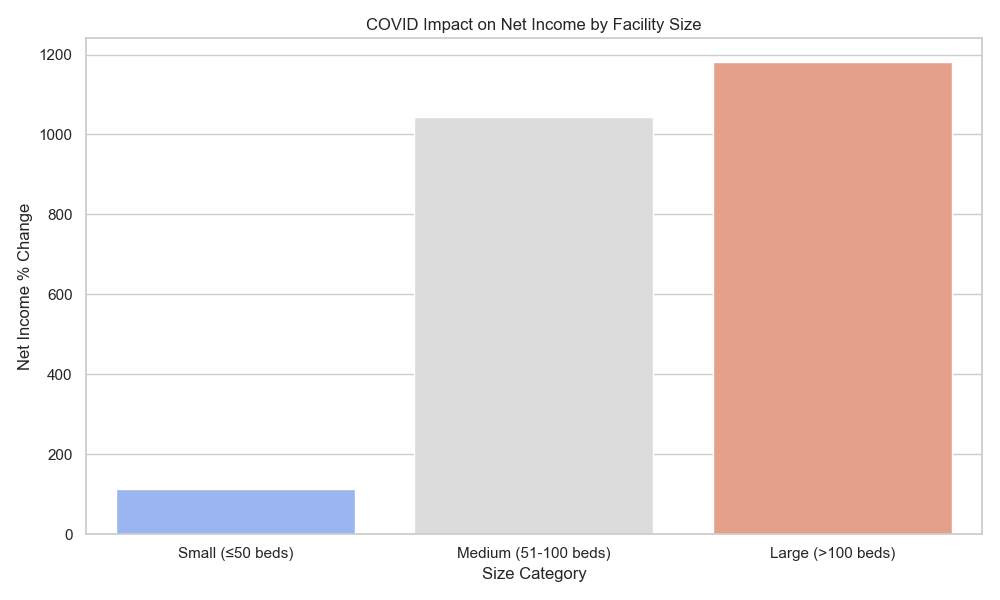 COVID Impact on Net Income by Facility Size
Net Income % Change
1200
1000
800
600
400
200
0
Small (≤50 beds)
Medium (51-100 beds)
Large (>100 beds)
Size Category